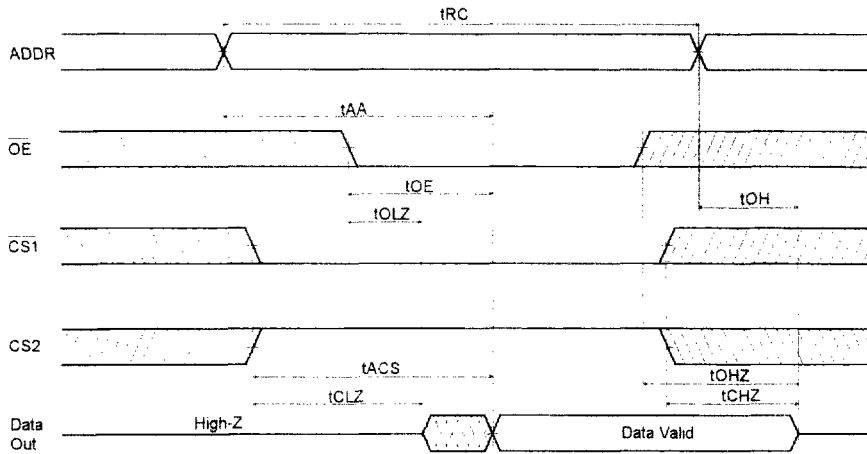 tRC
ADDR
tAA
OE
tOE
tOH
tOLZ
CS1
CS2
tACS
tOHZ
tCLZ
tCHZ
High-Z
Data Valid
Data
Out